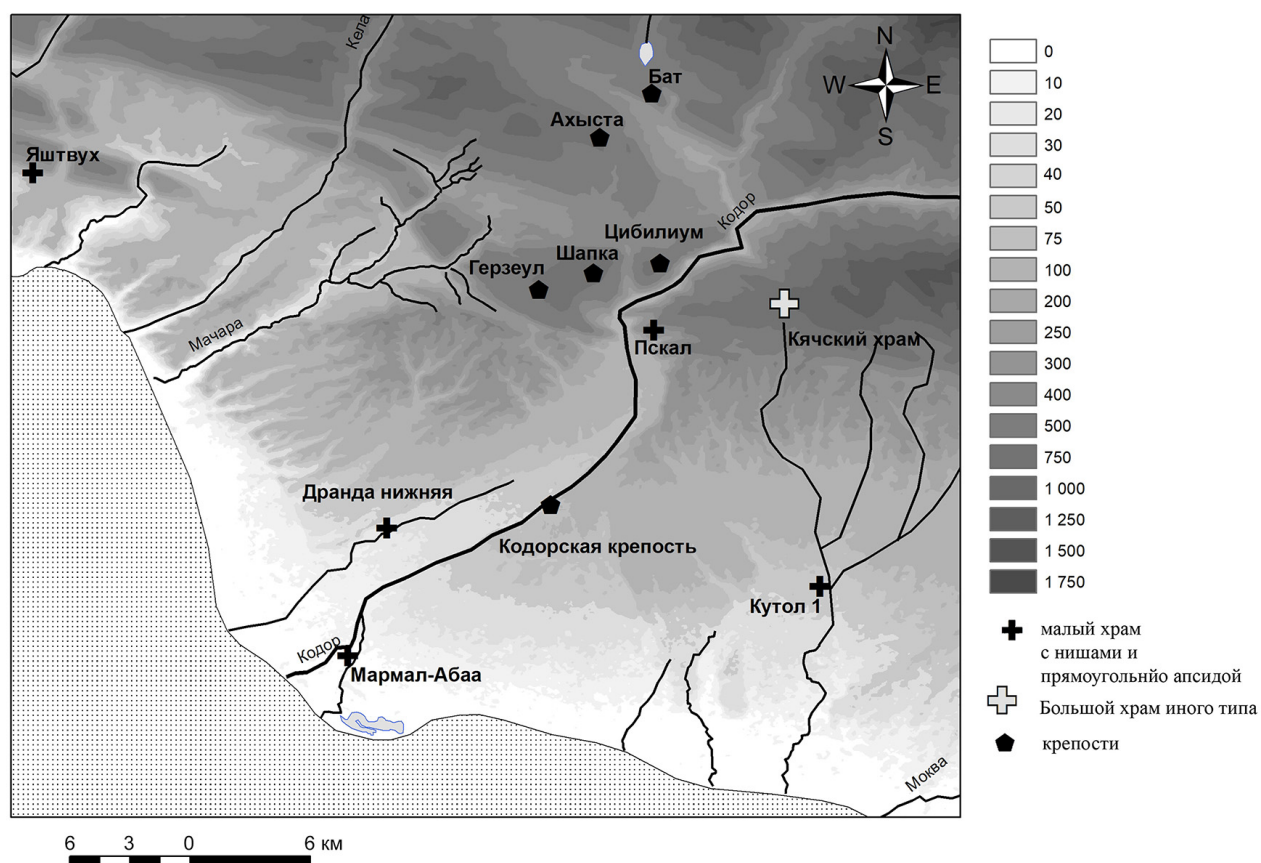 Кепа
Бат
N
W E
S
Ахыста
Яштвух
Кодор
Цибилиум
Шапка
Герзеул
Мачара
Пскал
Кячский храм
Дранда нижняя
Кодорская крепость
Кутол 1
Кодор
Мармал-Абаа
Моква
6 3 0 6 км
0
10
20
30
40
50
75
100
200
250
300
400
500
750
1 000
1 250
1 500
1 750
малый храм
с нишами и
прямоугольнйо апсидой
Большой храм иного типа
крепости